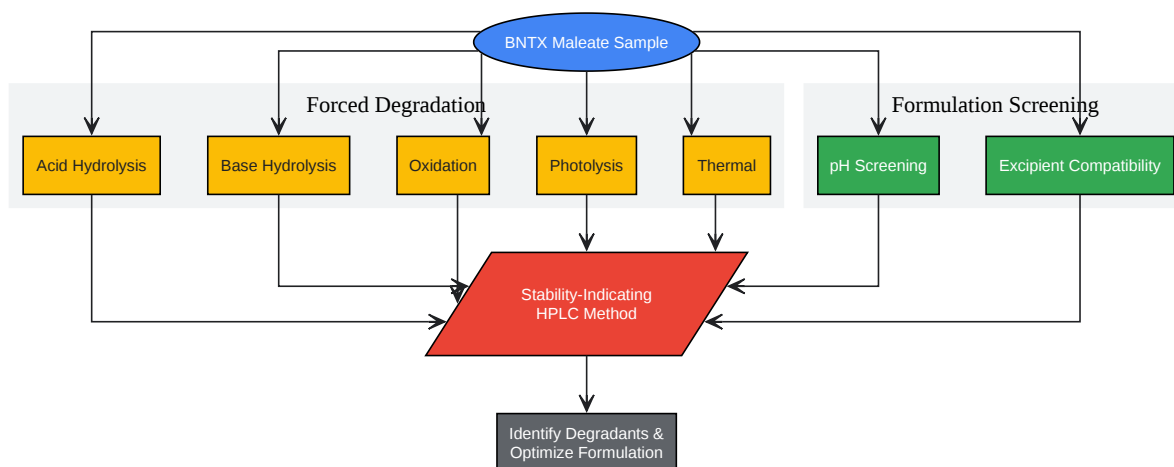 BNTX Maleate Sample
Forced Degradation
Formulation Screening
Acid Hydrolysis
Base Hydrolysis
Oxidation
Photolysis
Thermal
pH Screening
Excipient Compatibility
Stability-Indicating
HPLC Method
Identify Degradants &
Optimize Formulation